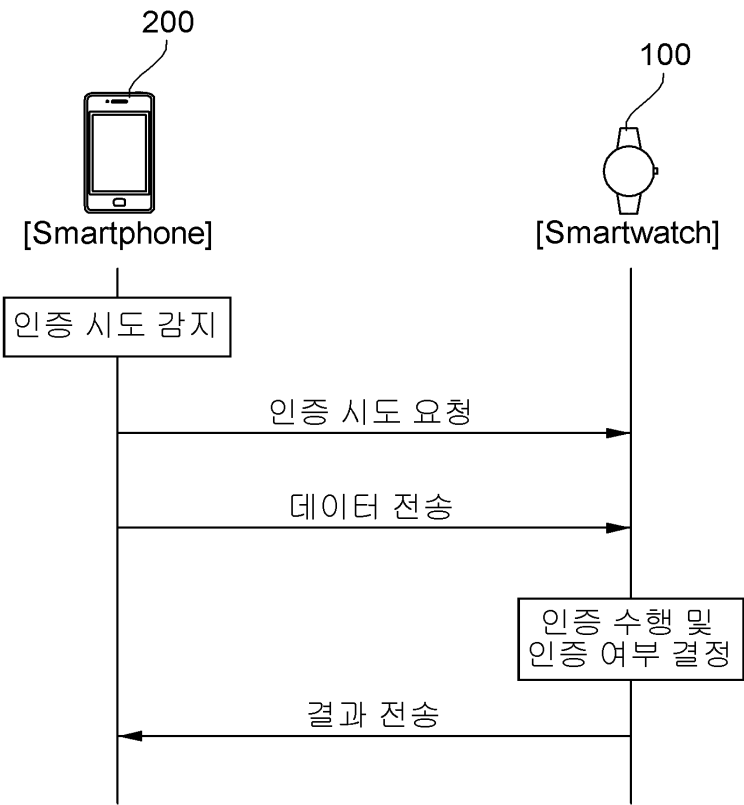 200
100
[Smartphone]
[Smartwatch]
인증 시도 감지
인증 시도 요청
데이터 전송
인증 수행 및
인증 여부 결정
결과 전송